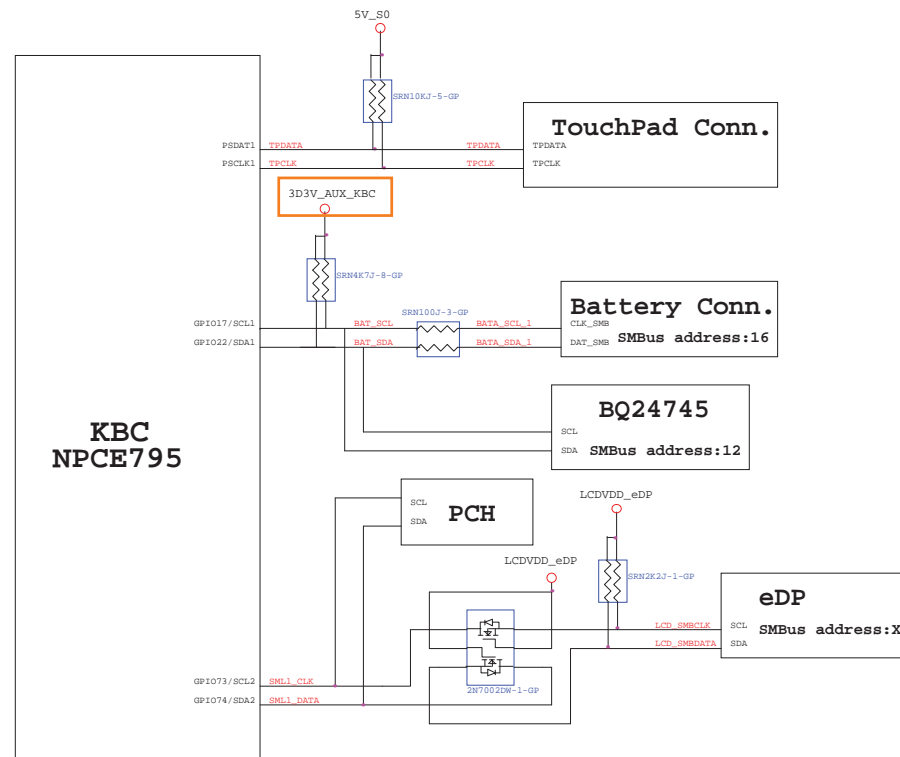 5V_S0
SRN10KJ-5-GP
TouchPad Conn.
PSDAT1 TPDATA TPDATA TPDATA
PSCLK1 TPCLK TPCLK TPCLK
3D3V_AUX_KBC
SRN4K7J-8-GP
SRN100J-3-GP
Battery Conn.
GPIO17/SCL1 BAT_SCL BATA_SCL_1 CLK_SMB
SMBus address:16
GPIO22/SDA1 BAT_SDA BATA_SDA_1 DAT_SMB
BQ24745
SCL
SDA SMBus address:12
KBC
NPCE795
SCL
PCH
SDA
LCDVDD_eDP
LCDVDD_eDP
SRN2K2J-1-GP
eDP
LCD_SMBCLK SCL
SMBus address:X
LCD_SMBDATA SDA
GPIO73/SCL2 SML1_CLK
2N7002DW-1-GP
GPIO74/SDA2 SML1_DATA